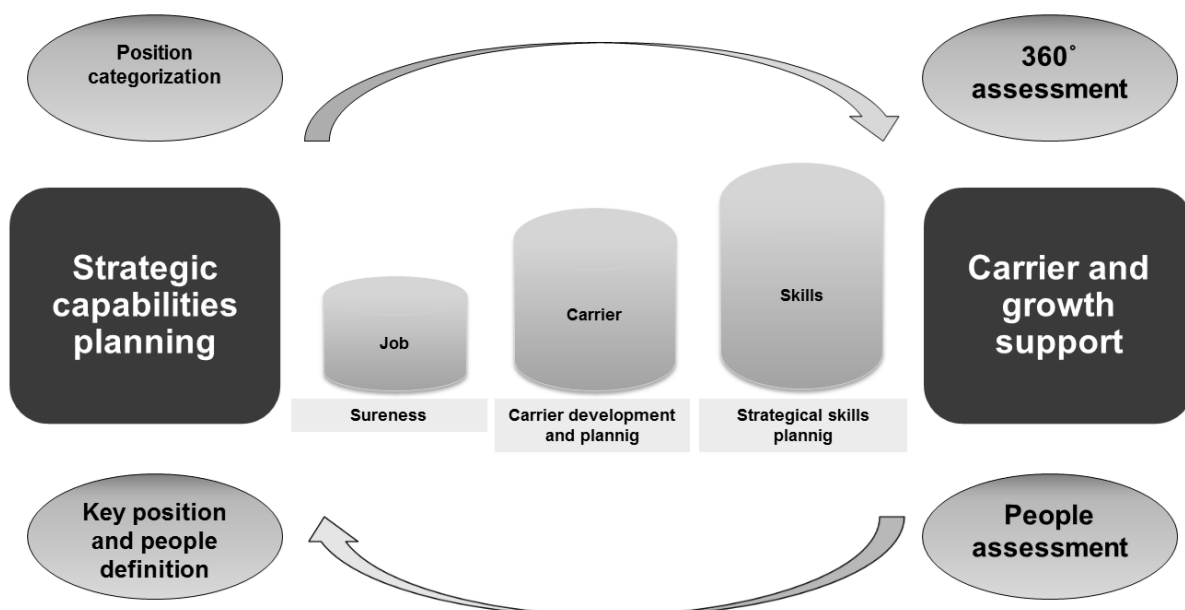 Position
categorization
360°
assessment
Strategic
capabilities
planning
Job
Carrier
Skills
Carrier and
growth
support
Sureness
Carrier development
and plannig
Strategical skills
plannig
Key position
and people
definition
People
assessment